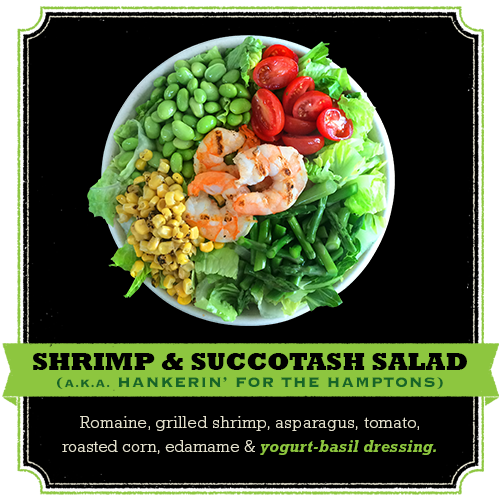 SHRIMP & SUCCOTASH SALAD
(A.K.A. HANKERIN' FOR THE HAMPTONS)
Romaine, grilled shrimp, asparagus, tomato,
roasted corn, edamame & yogurt-basil dressing.